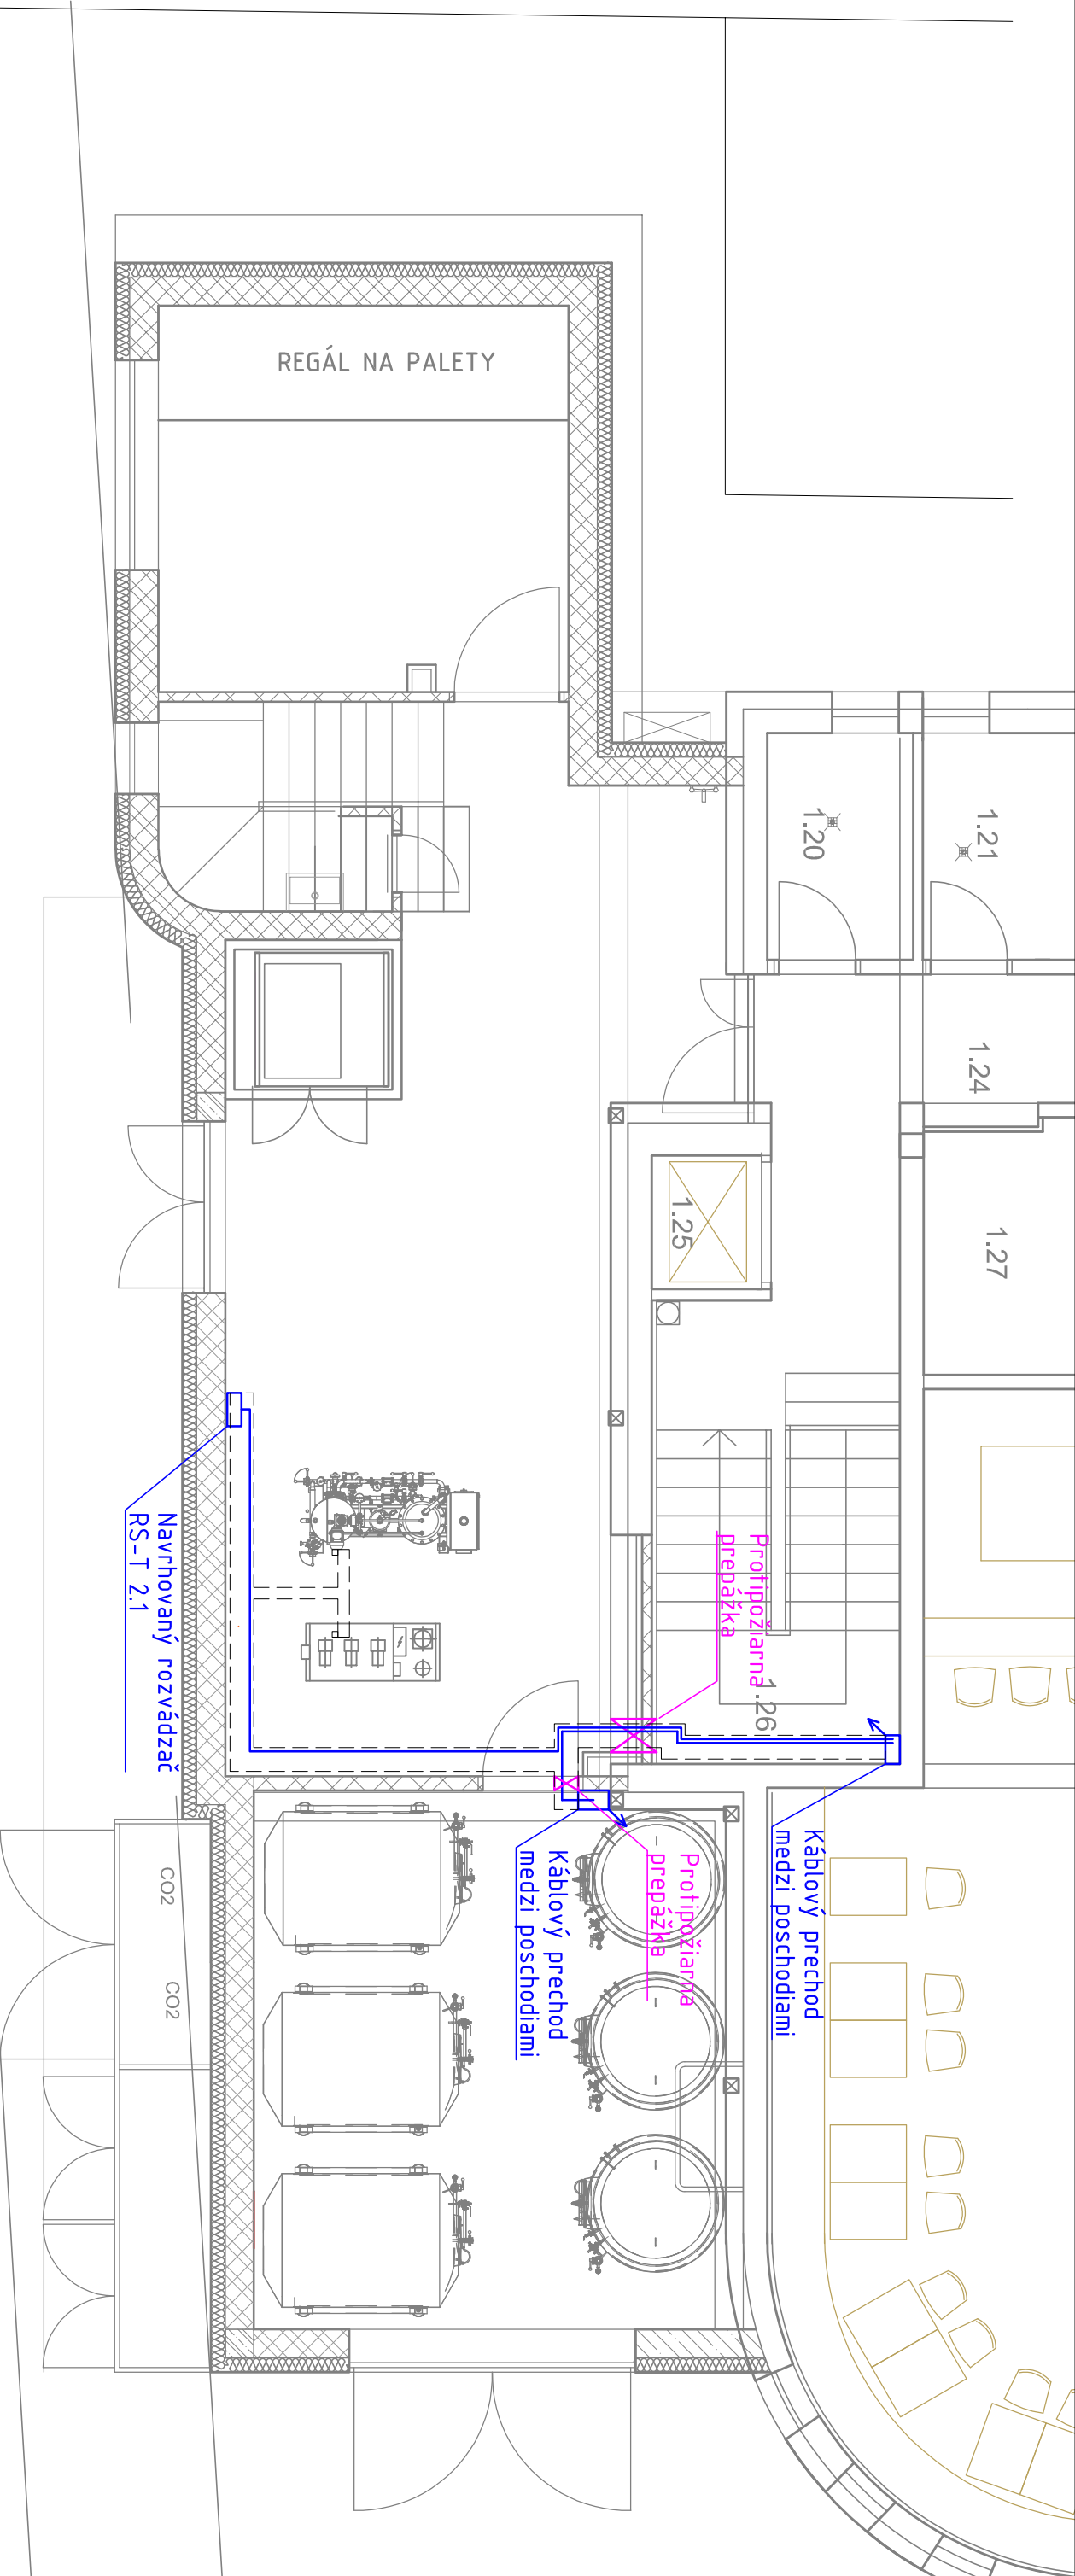 REGÁL NA PALETY
1.20
1.21
1.24
1.25
1.27
Navrhovaný rozvádzač
RS-T 2.1
Protipožiarna
prepážka
1.26
Káblový prechod
medzi poschodiami
Protipožiarna
prepážka
Káblový prechod
medzi poschodiami
CO2
CO2